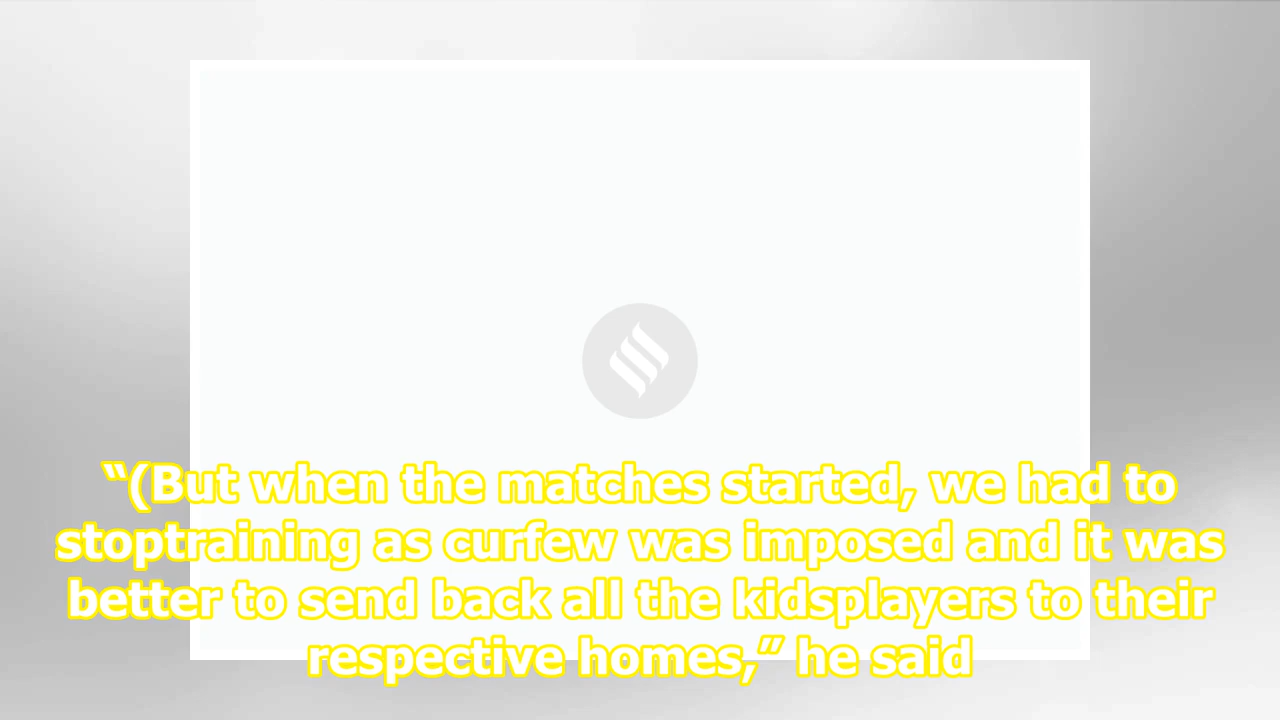 “(But when the matches started, we had to
stoptraining as curfew was imposed and it was
better to send back all the kidsplayers to their
respective homes,” he said